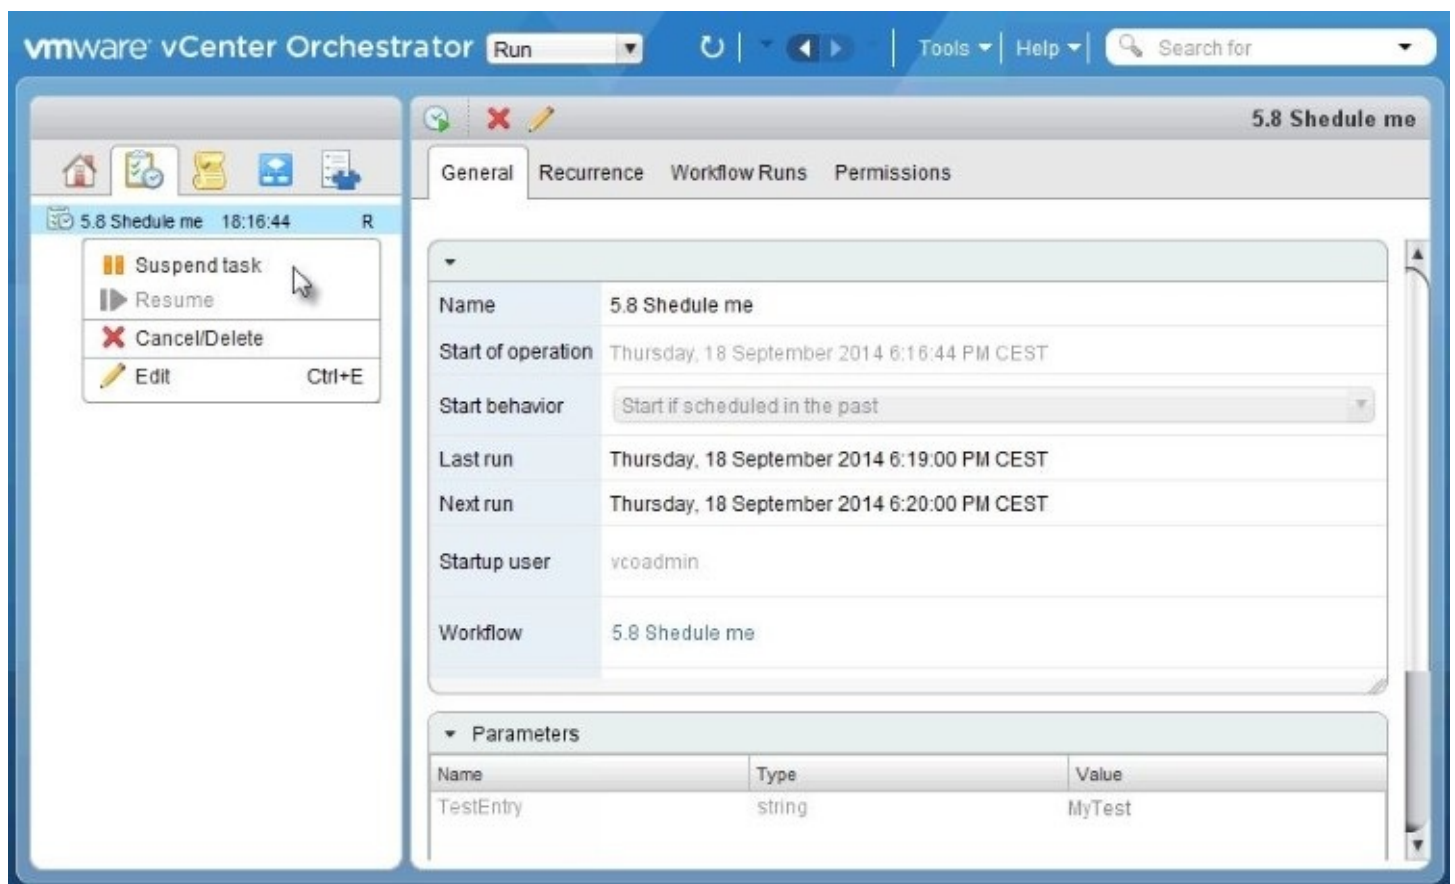 vmware vCenter Orchestrator Run Tools Help Search for
5.8 Shedule me
General Recurrence Workflow Runs Permissions
5.8 Shedule me 18:16:44 R
Suspend task
Resume
Cancel/Delete
Edit Ctrl+E
Name 5.8 Shedule me
Start of operation Thursday, 18 September 2014 6:16:44 PM CEST
Start behavior Start if scheduled in the past
Last run Thursday, 18 September 2014 6:19:00 PM CEST
Next run Thursday, 18 September 2014 6:20:00 PM CEST
Startup user vcoadmin
Workflow 5.8 Shedule me
Parameters
Name Type Value
TestEntry string MyTest